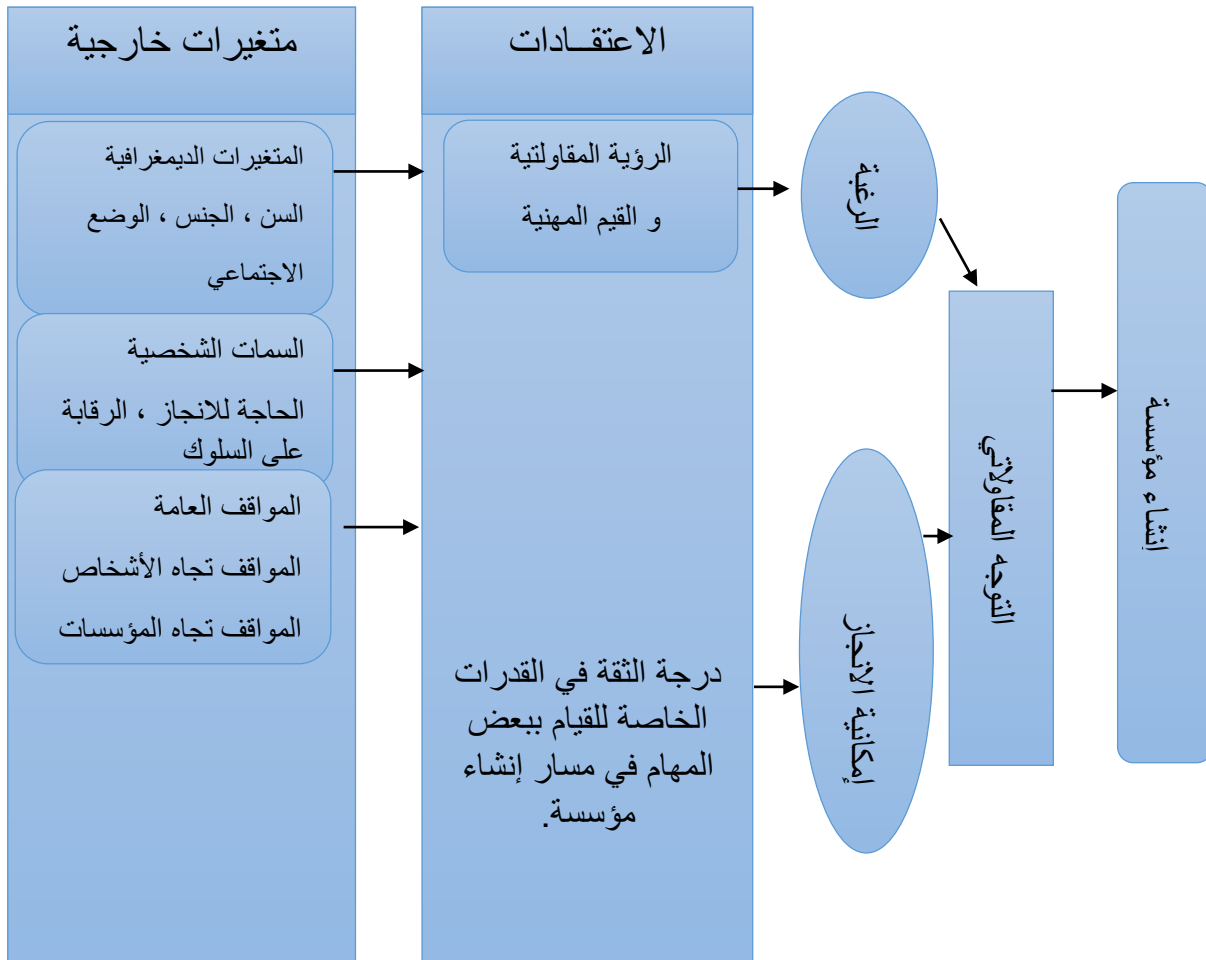 متغيرات خارجية
المتغيرات الديمغرافية
السن ، الجنس ، الوضع
الاجتماعي
السمات الشخصية
الحاجة للانجاز ، الرقابة
على السلوك
المواقف العامة
المواقف تجاه الأشخاص
المواقف تجاه المؤسسات
الاعتقــادات
الرؤية المقاولتية
و القيم المهنية
درجة الثقة في القدرات
الخاصة للقيام ببعض
المهام في مسار إنشاء
مؤسسة.
الرغبة
إمكانية الانجاز
التوجه المقاولاتي
إنشاء مؤسسة